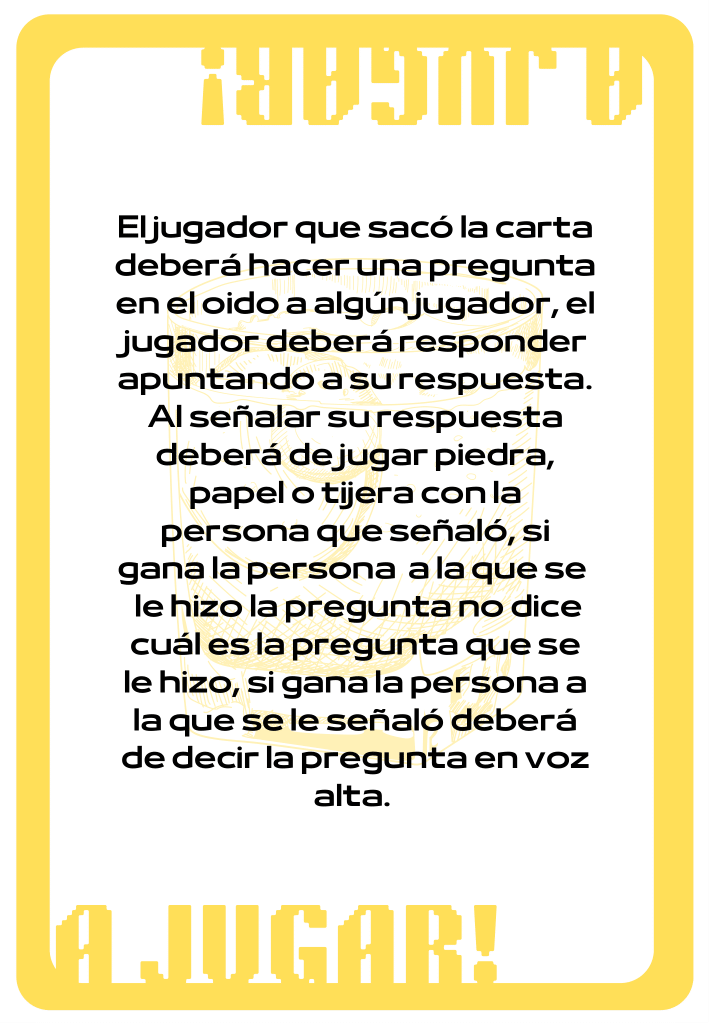 A JUGAR!
El jugador que sacó la carta
deberá hacer una pregunta
en el oido a algún jugador, el
jugador deberá responder
apuntando a su respuesta.
Al señalar su respuesta
deberá de jugar piedra,
papel o tijera con la
persona que señaló, si
gana la persona a la que se
le hizo la pregunta no dice
cuál es la pregunta que se
le hizo, si gana la persona a
la que se le señaló deberá
de decir la pregunta en voz
alta.
A JUGAR!